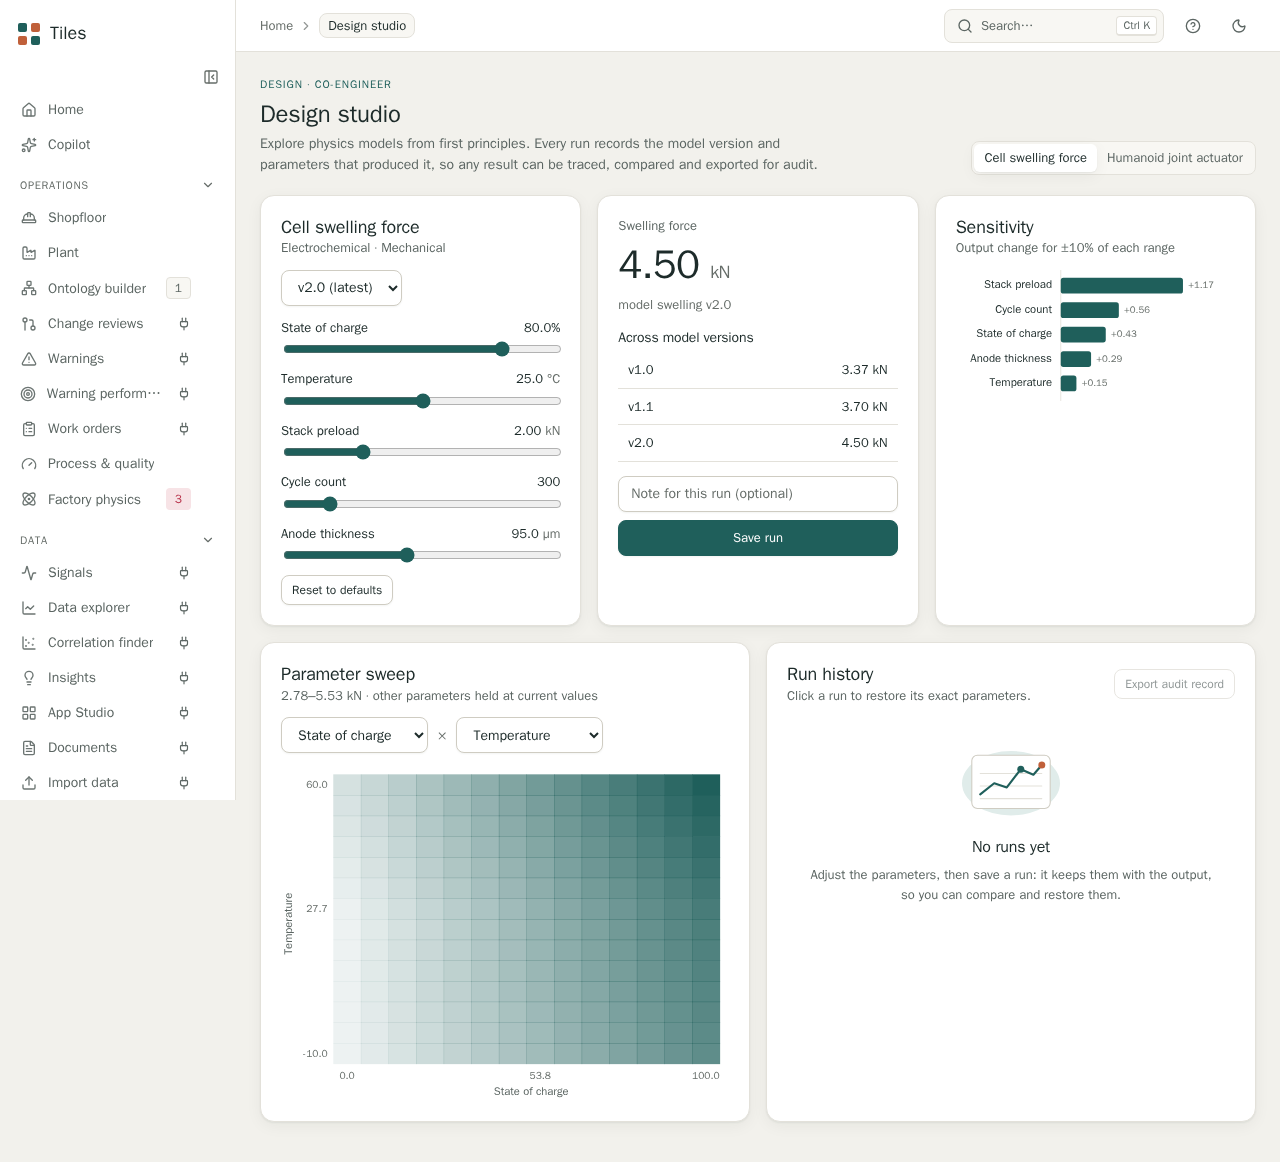 Tiles
Home
Copilot
OPERATIONS
Shopfloor
Plant
Ontology builder 1
Change reviews
Warnings
Warning perform···
Work orders
Process & quality
Factory physics 3
DATA
Signals
Data explorer
Correlation finder
Insights
App Studio
Documents
Import data
Home > Design studio
Search··· Ctrl K
DESIGN · CO-ENGINEER
Design studio
Explore physics models from first principles. Every run records the model version and
parameters that produced it, so any result can be traced, compared and exported for audit.
Cell swelling force Humanoid joint actuator
Cell swelling force
Electrochemical · Mechanical
v2.0 (latest)
State of charge 80.0%
Temperature 25.0 °C
Stack preload 2.00 kN
Cycle count 300
Anode thickness 95.0 µm
Reset to defaults
Swelling force
4.50 kN
model swelling v2.0
Across model versions
v1.0 3.37 kN
v1.1 3.70 kN
v2.0 4.50 kN
Note for this run (optional)
Save run
Sensitivity
Output change for ±10% of each range
Stack preload +1.17
Cycle count +0.56
State of charge +0.43
Anode thickness +0.29
Temperature +0.15
Parameter sweep
2.78–5.53 kN · other parameters held at current values
State of charge × Temperature
60.0
27.7
-10.0
Temperature
0.0 53.8 100.0
State of charge
Run history
Click a run to restore its exact parameters.
Export audit record
No runs yet
Adjust the parameters, then save a run: it keeps them with the output,
so you can compare and restore them.